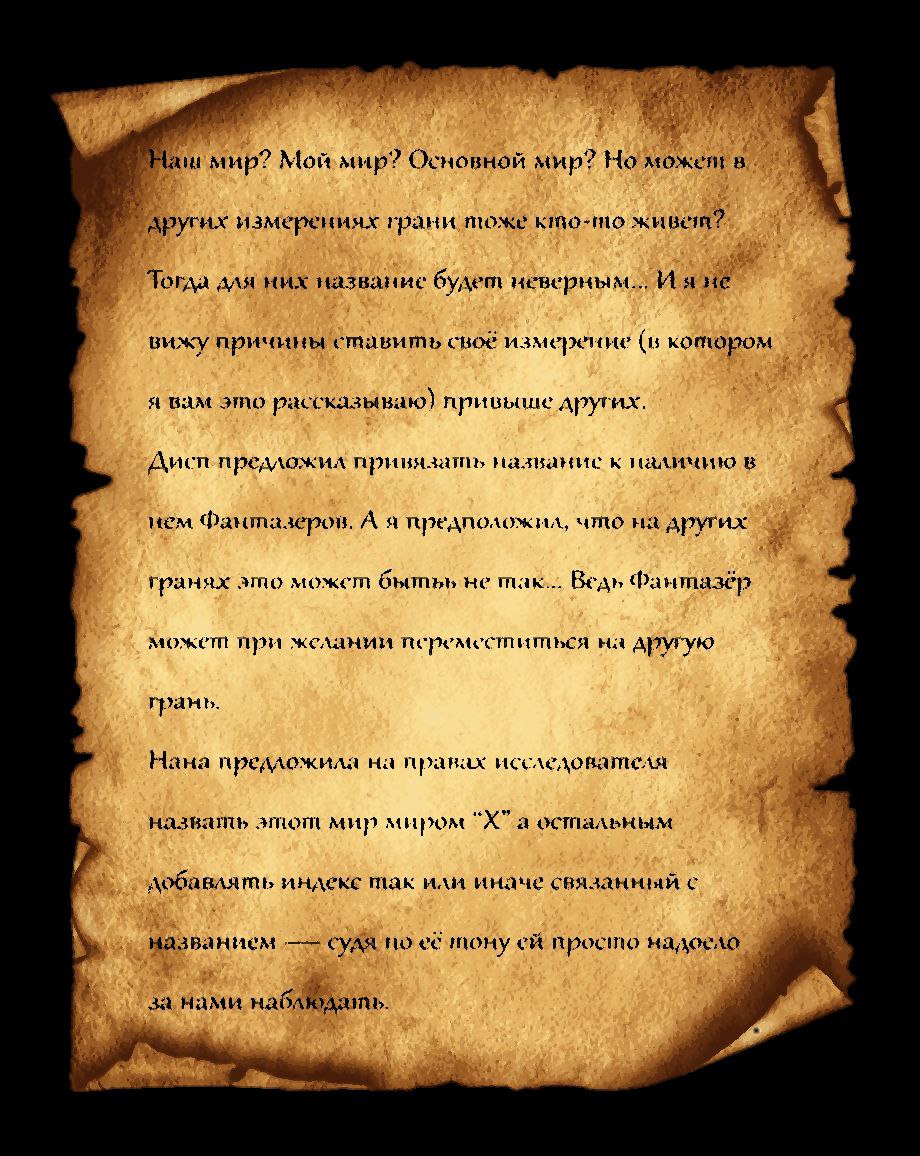 Наш мир? Мой мир? Основной мир? Но может в
других измерениях грани тоже кто-то живет?
Тогда для них название будет неверным... И я не
вижу причины ставить своё измерение (в котором
я вам это рассказываю) привыше других.
Дисп предложил привязать название к наличию в
нем Фантазеров. А я предположил, что на других
гранях это может бытьь не так... Ведь Фантазёр
может при желании переместиться на другую
грань.
Нана предложила на правах исследователя
назвать этот мир миром “X” а остальным
добавлять индекс так или иначе связанный с
названием — судя по её тону ей просто надоело
за нами наблюдать.